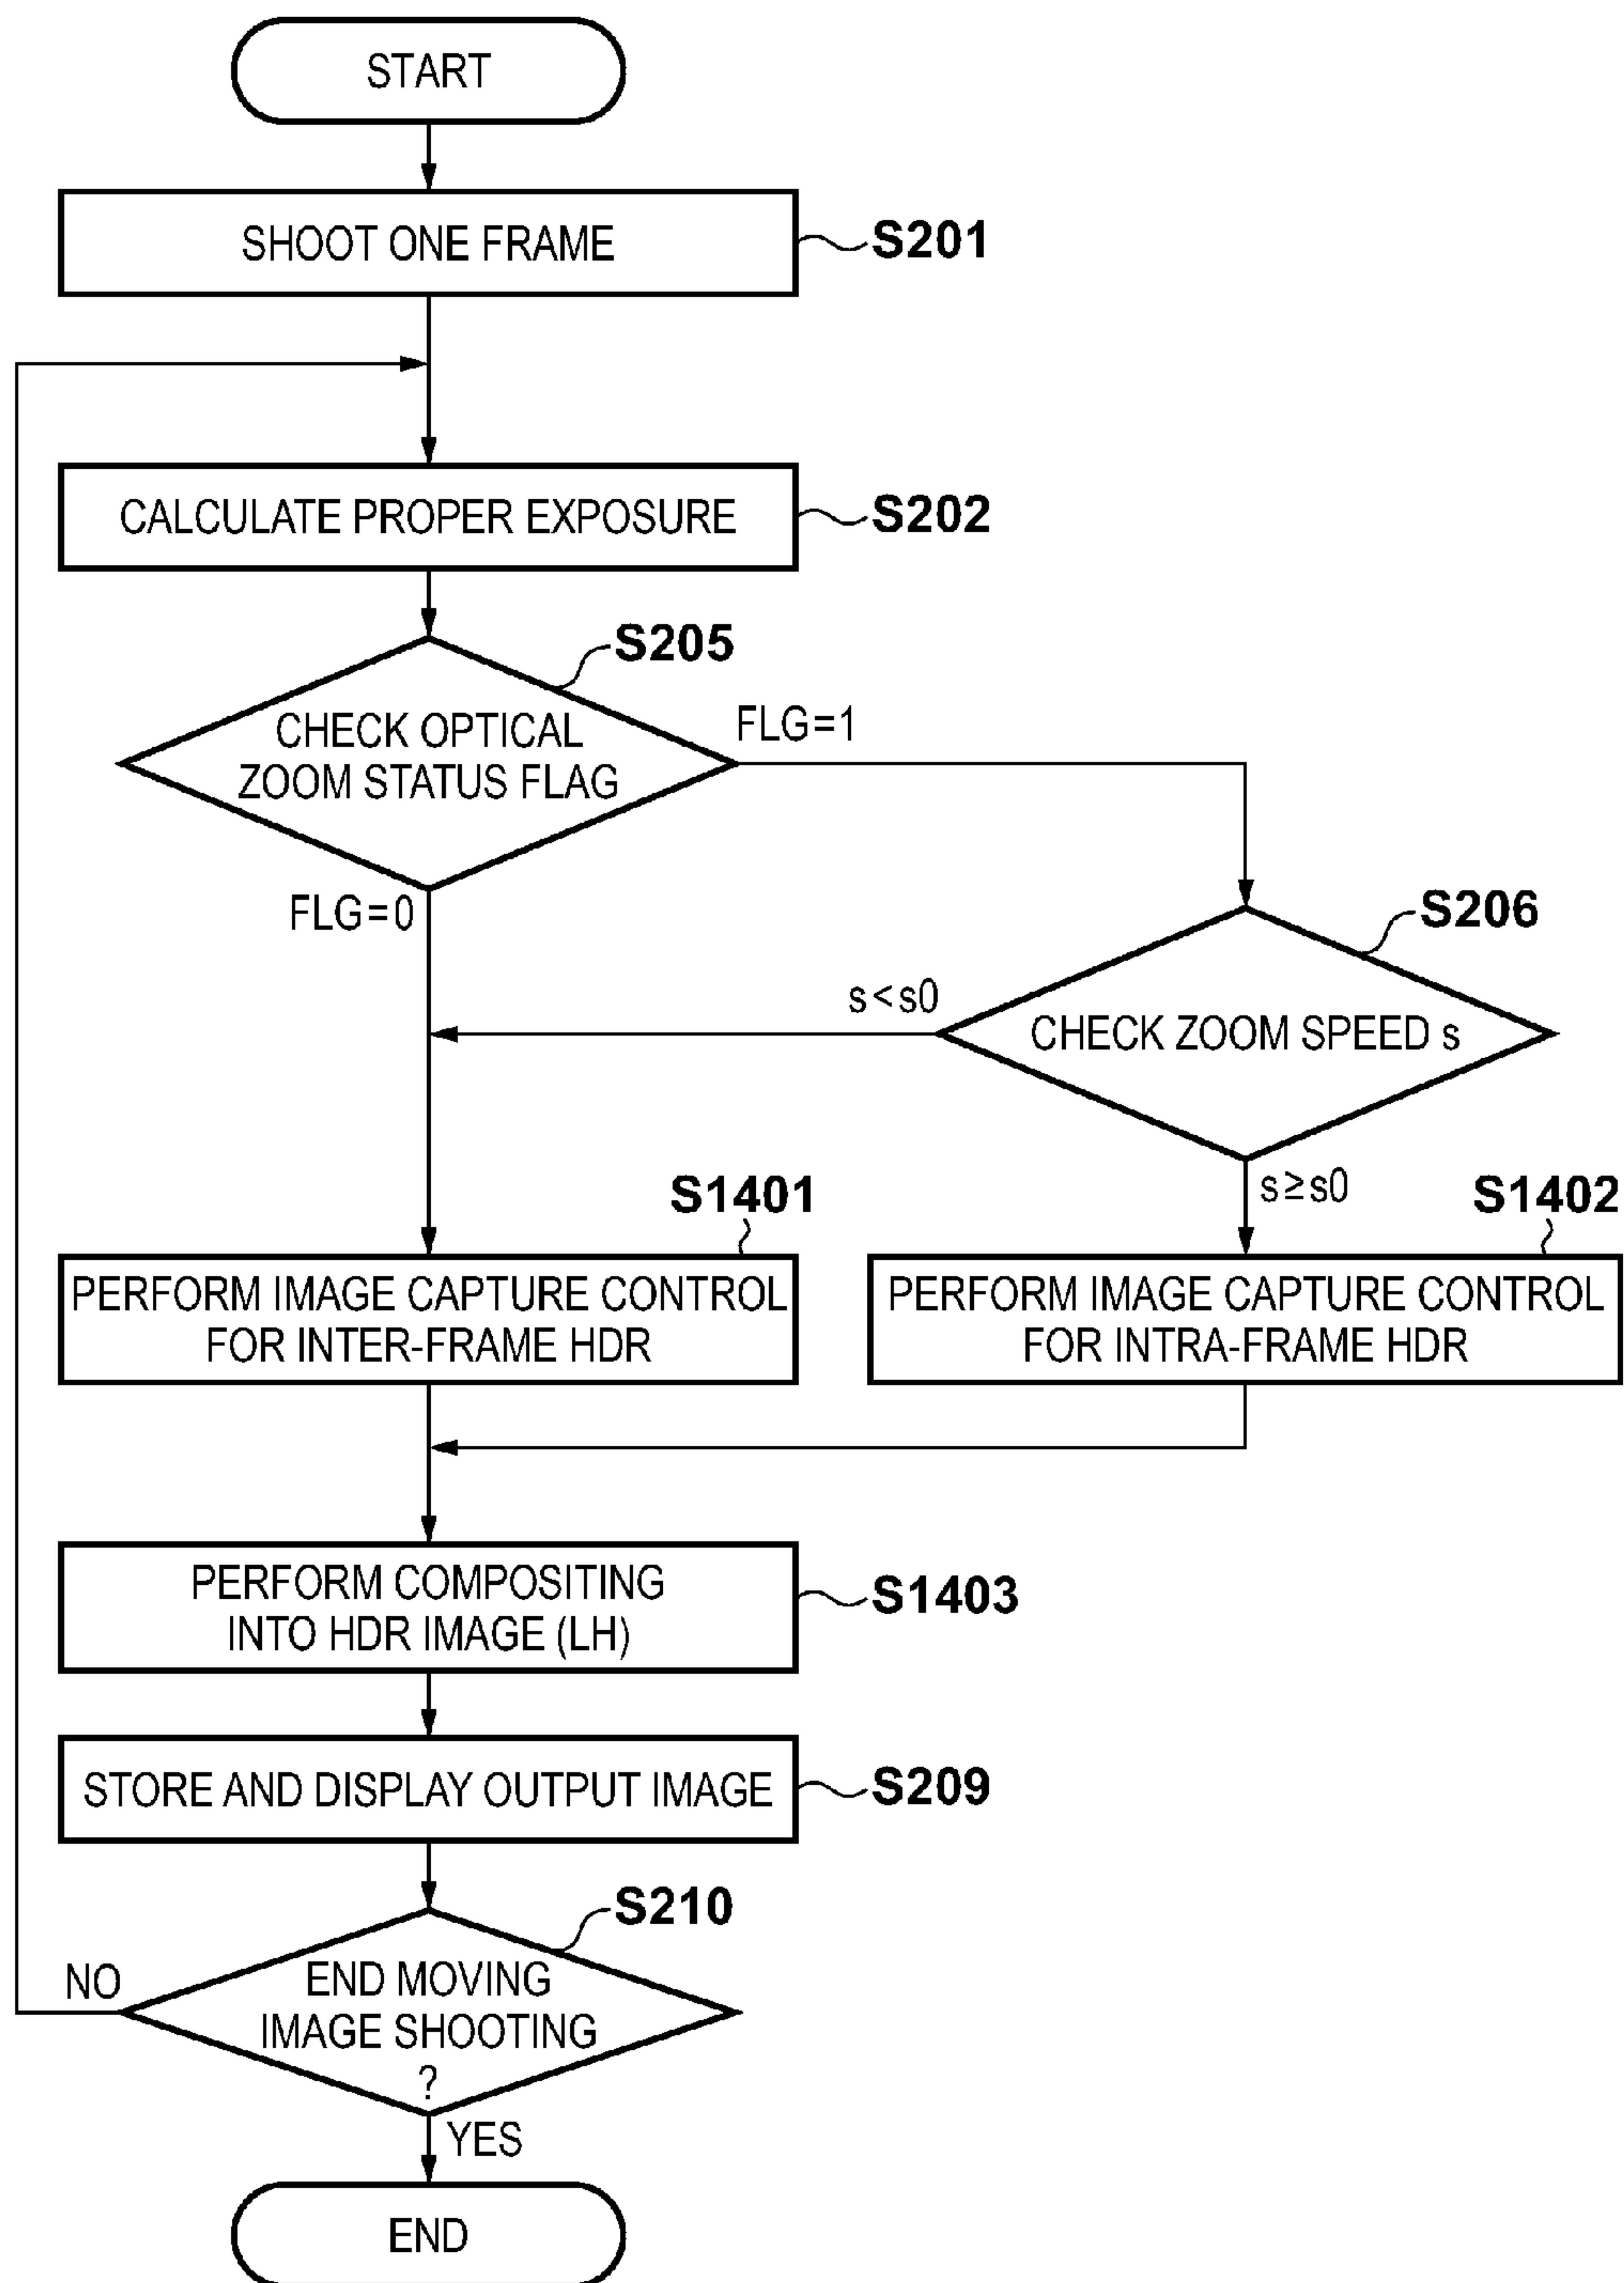 START
SHOOT ONE FRAME
S201
CALCULATE PROPER EXPOSURE
S202
S205
CHECK OPTICAL
ZOOM STATUS FLAG
FLG=1
FLG=0
S206
CHECK ZOOM SPEED s
s<s0
s≥s0
S1401
PERFORM IMAGE CAPTURE CONTROL
FOR INTER-FRAME HDR
S1402
PERFORM IMAGE CAPTURE CONTROL
FOR INTRA-FRAME HDR
PERFORM COMPOSITING
INTO HDR IMAGE (LH)
S1403
STORE AND DISPLAY OUTPUT IMAGE
S209
S210
END MOVING
IMAGE SHOOTING
?
NO
YES
END